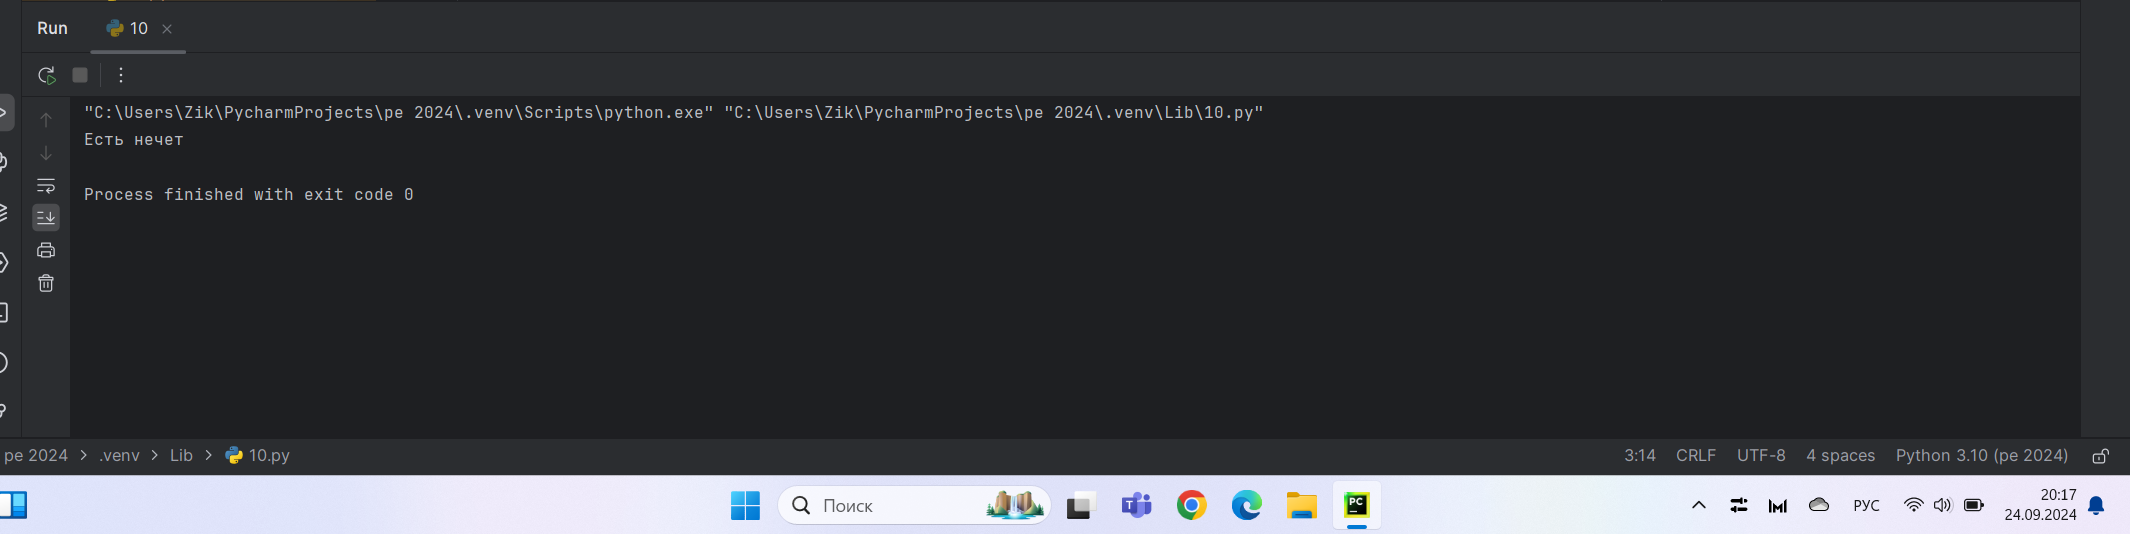 Run 10
"C:\Users\Zik\PycharmProjects\pe 2024\.venv\Scripts\python.exe" "C:\Users\Zik\PycharmProjects\pe 2024\.venv\Lib\10.py"
Есть нечет
Process finished with exit code 0
pe 2024 > .venv > Lib > 10.py 3:14 CRLF UTF-8 4 spaces Python 3.10 (pe 2024)
Поиск PC РУС 20:17
24.09.2024